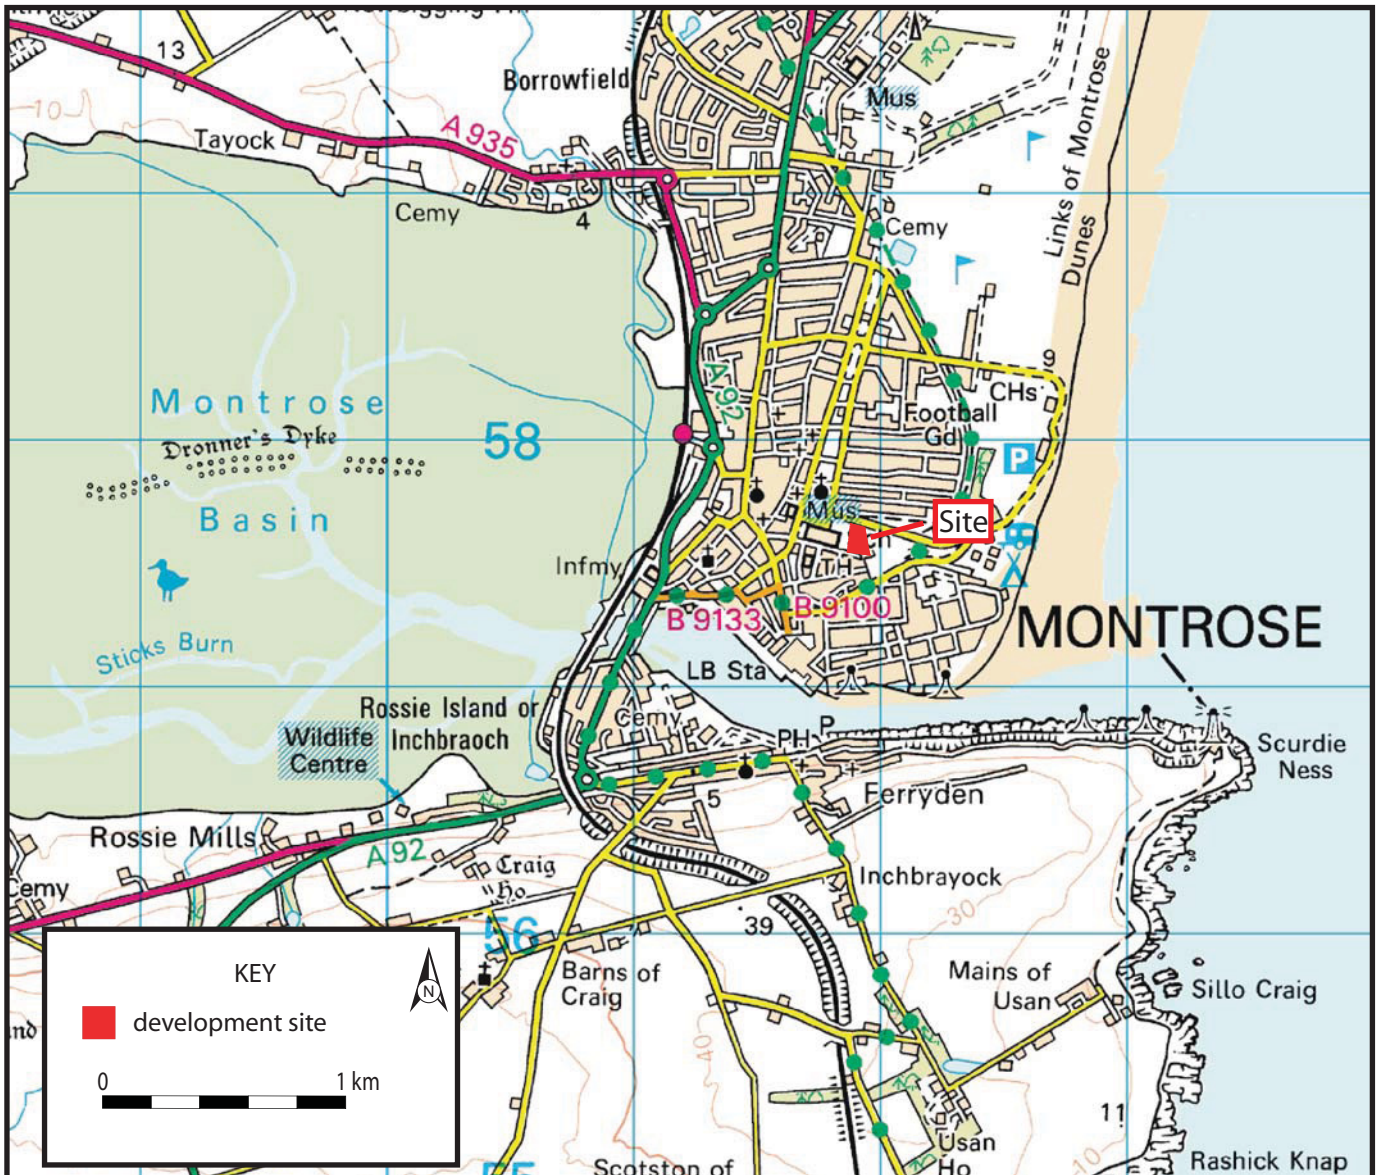 13
Borrowfield
Mus
10
Tayock
A 935
Cemy
4
Cemy
Links of Montrose
Dunes
9
A 92
CHs
Football
Gd
Montrose
Dronner's Dyke
58
P
Basin
Mus
Site
Infmy
TH
B 9133
B 9100
MONTROSE
Sticks Burn
LB Sta
Rossie Island or
Inchbraoch
Cemy
Wildlife
Centre
PH
P
Scurdie
Ness
5
Ferryden
Rossie Mills
A 92
Craig
Ho
Inchbrayock
Cemy
30
39
56
KEY
N
development site
0
1 km
Barns of
Craig
Mains of
Usan
Sillo Craig
40
11
Usan
Ho
10
Scotston of
Rashick Knap